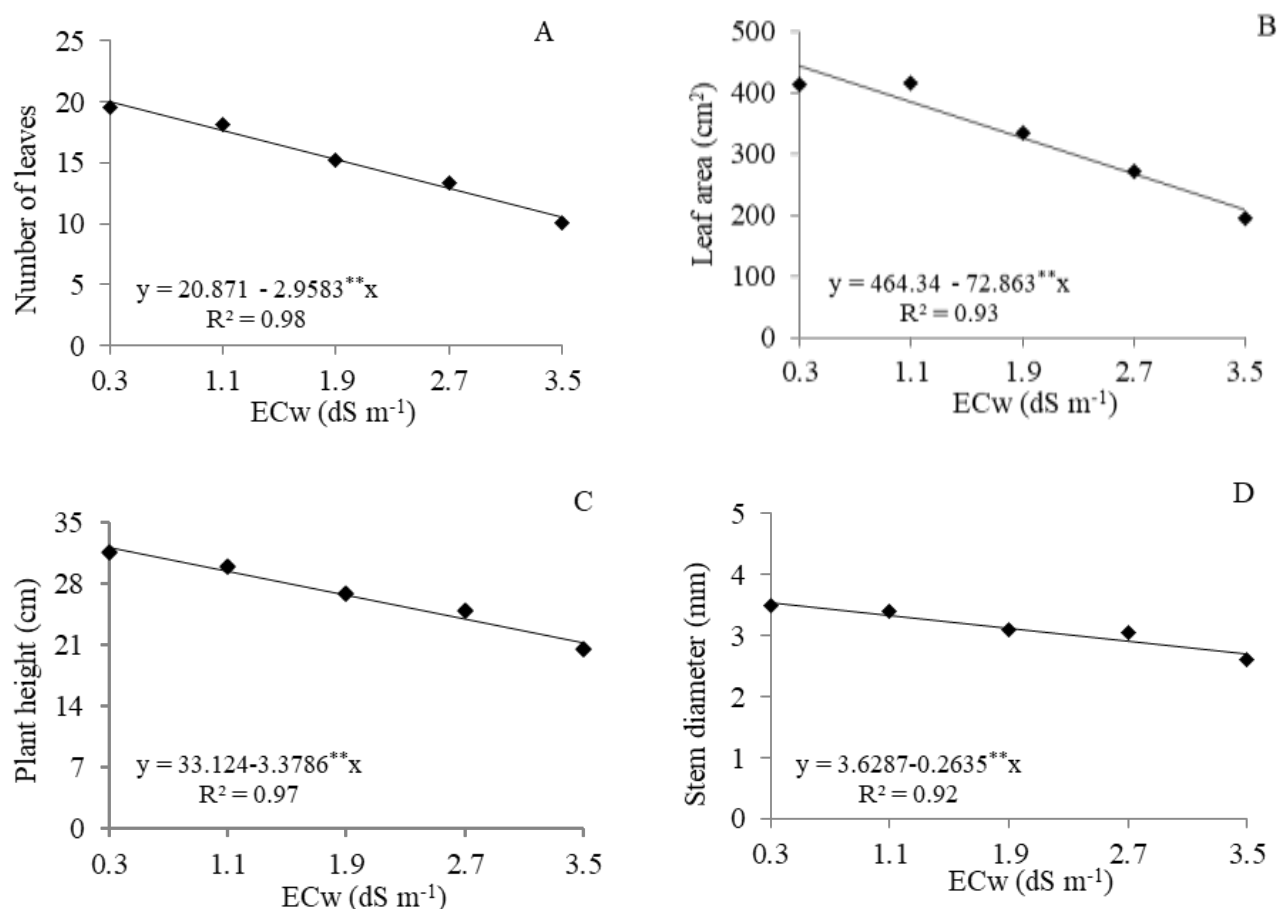 A
Number of leaves
25
20
15
10
5
0
y = 20.871 - 2.9583**x
R² = 0.98
0.3 1.1 1.9 2.7 3.5
ECw (dS m⁻¹)
B
Leaf area (cm²)
500
400
300
200
100
0
y = 464.34 - 72.863**x
R² = 0.93
0.3 1.1 1.9 2.7 3.5
ECw (dS m⁻¹)
C
Plant height (cm)
35
28
21
14
7
0
y = 33.124-3.3786**x
R² = 0.97
0.3 1.1 1.9 2.7 3.5
ECw (dS m⁻¹)
D
Stem diameter (mm)
5
4
3
2
1
0
y = 3.6287-0.2635**x
R² = 0.92
0.3 1.1 1.9 2.7 3.5
ECw (dS m⁻¹)